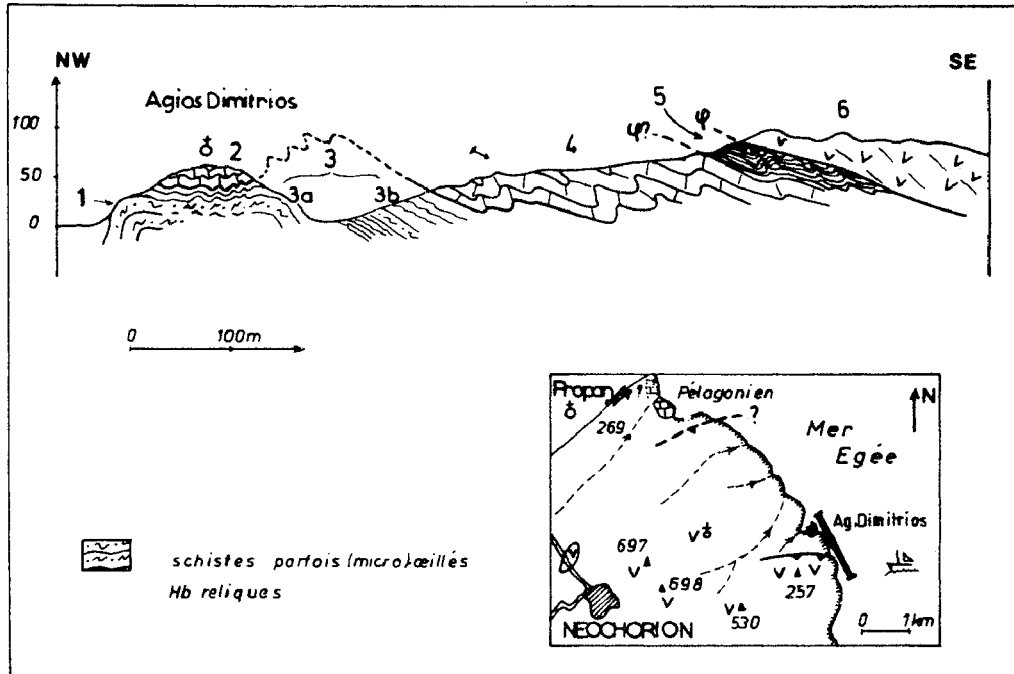 NW
SE
Agios Dimitrios
100
50
0
1
2
3
3a
3b
4
5
6
φ?
φ
0 100m
schistes parfois (micro)œillés
Hb reliques
Propan
?
Pélagonien
N
269
?
Mer
Egée
Ag. Dimitrios
697
698
257
530
NEOCHORION
0 1km